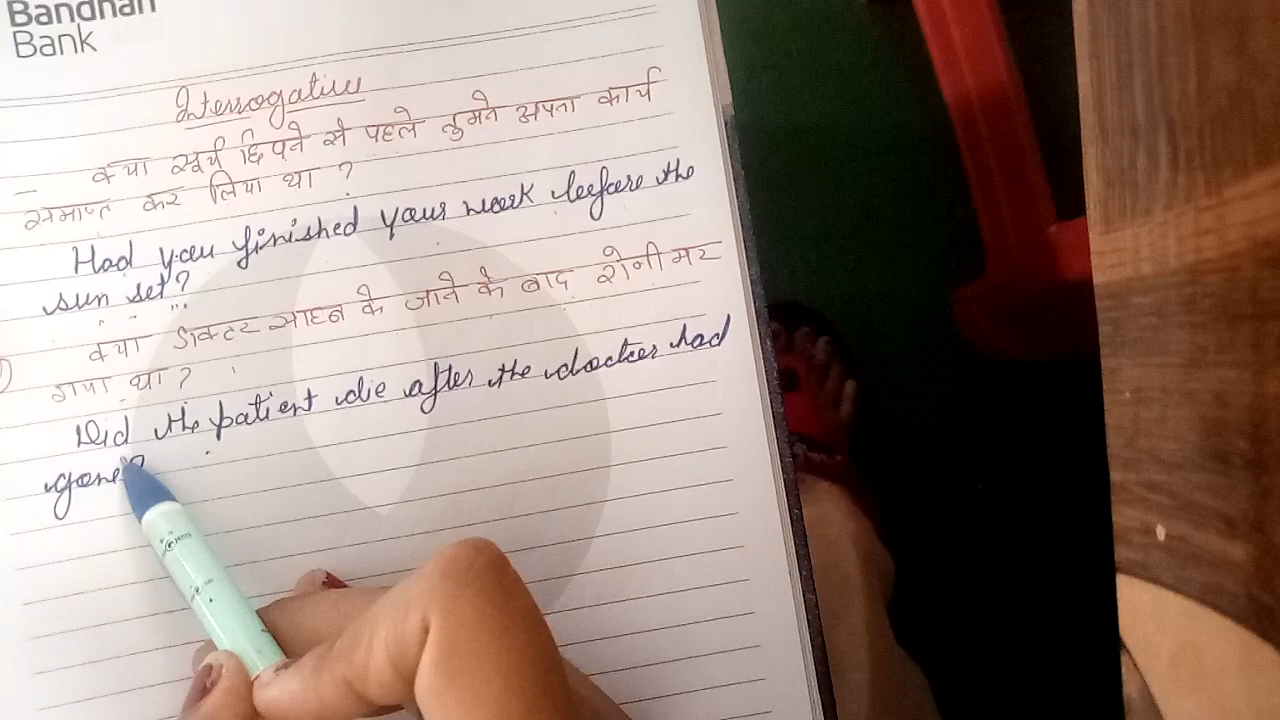 Bandhan
Bank
Iterrogative
- क्या सूर्य छिपने से पहले तुमने अपना कार्य
समाप्त कर लिया था ?
Had you finished your work before the
sun set?
क्या डाक्टर साहब के जाने के बाद रोगी मर
गया था ?
Did the patient die after the doctor had
gone?